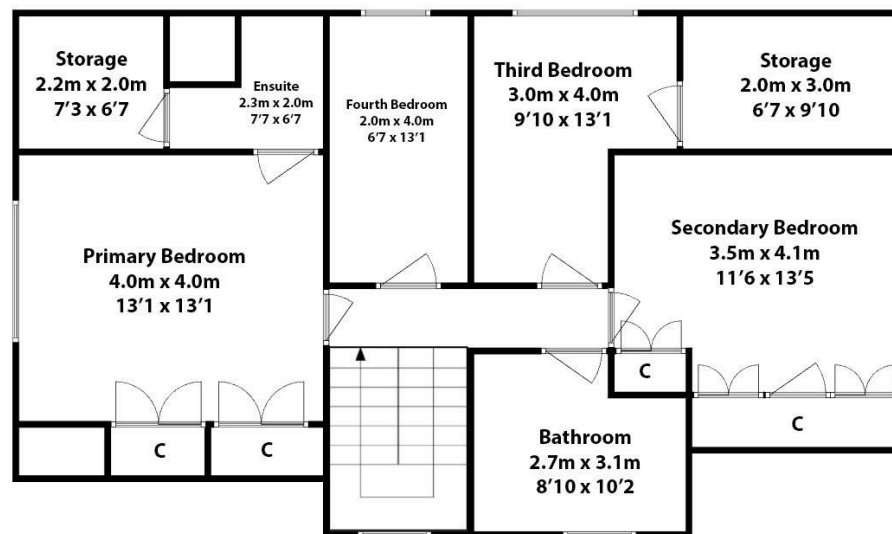 Storage
2.2m x 2.0m
7'3 x 6'7
Ensuite
2.3m x 2.0m
7'7 x 6'7
Fourth Bedroom
2.0m x 4.0m
6'7 x 13'1
Third Bedroom
3.0m x 4.0m
9'10 x 13'1
Storage
2.0m x 3.0m
6'7 x 9'10
Primary Bedroom
4.0m x 4.0m
13'1 x 13'1
Secondary Bedroom
3.5m x 4.1m
11'6 x 13'5
C
C
C
C
Bathroom
2.7m x 3.1m
8'10 x 10'2